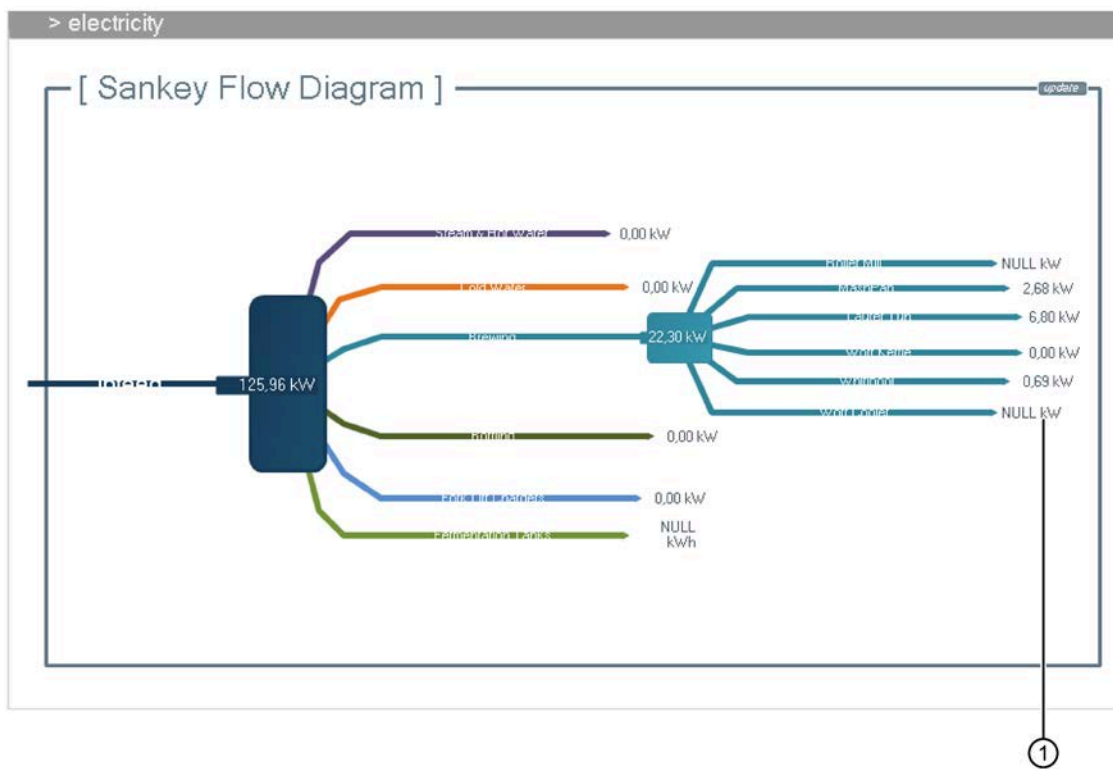 > electricity
[ Sankey Flow Diagram ]
update
Steam & Hot Water
0,00 kW
Boiler Mill
NULL kW
Cold Water
0,00 kW
MashPan
2,68 kW
Lauter Tun
6,80 kW
Brewing
22,30 kW
Wort Kettle
0,00 kW
Infeed
125,96 kW
Whirlpool
0,69 kW
Wort Cooler
NULL kW
Bottling
0,00 kW
Fork Lift Chargers
0,00 kW
Fermentation Tanks
NULL
kWh
1